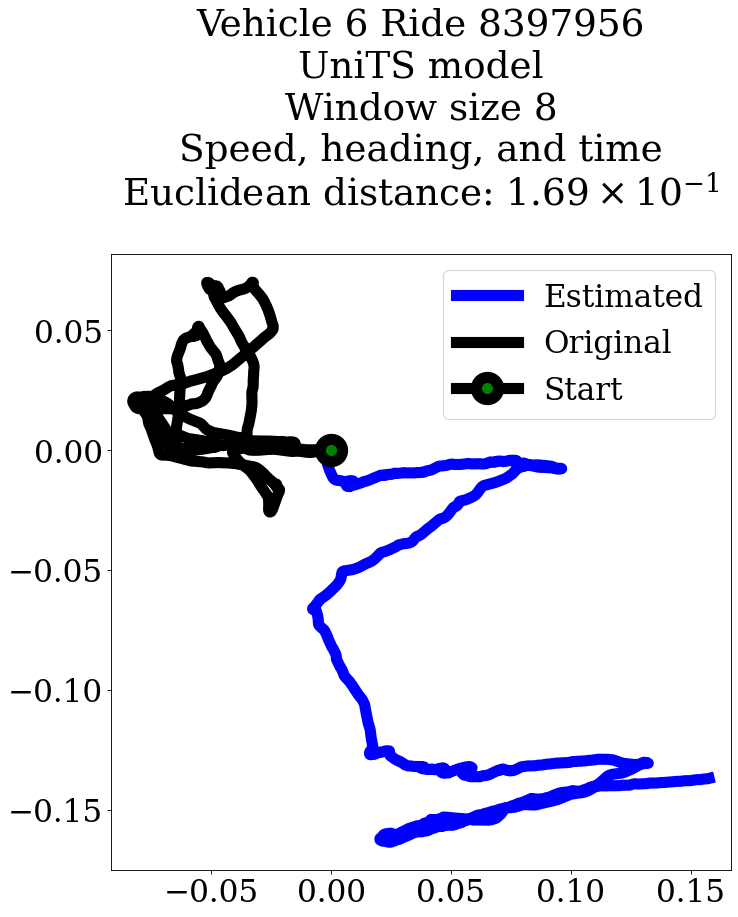 Vehicle 6 Ride 8397956
UniTS model
Window size 8
Speed, heading, and time
Euclidean distance: $1.69 \times 10^{-1}$
Estimated
Original
Start
0.05
0.00
−0.05
−0.10
−0.15
−0.05 0.00 0.05 0.10 0.15